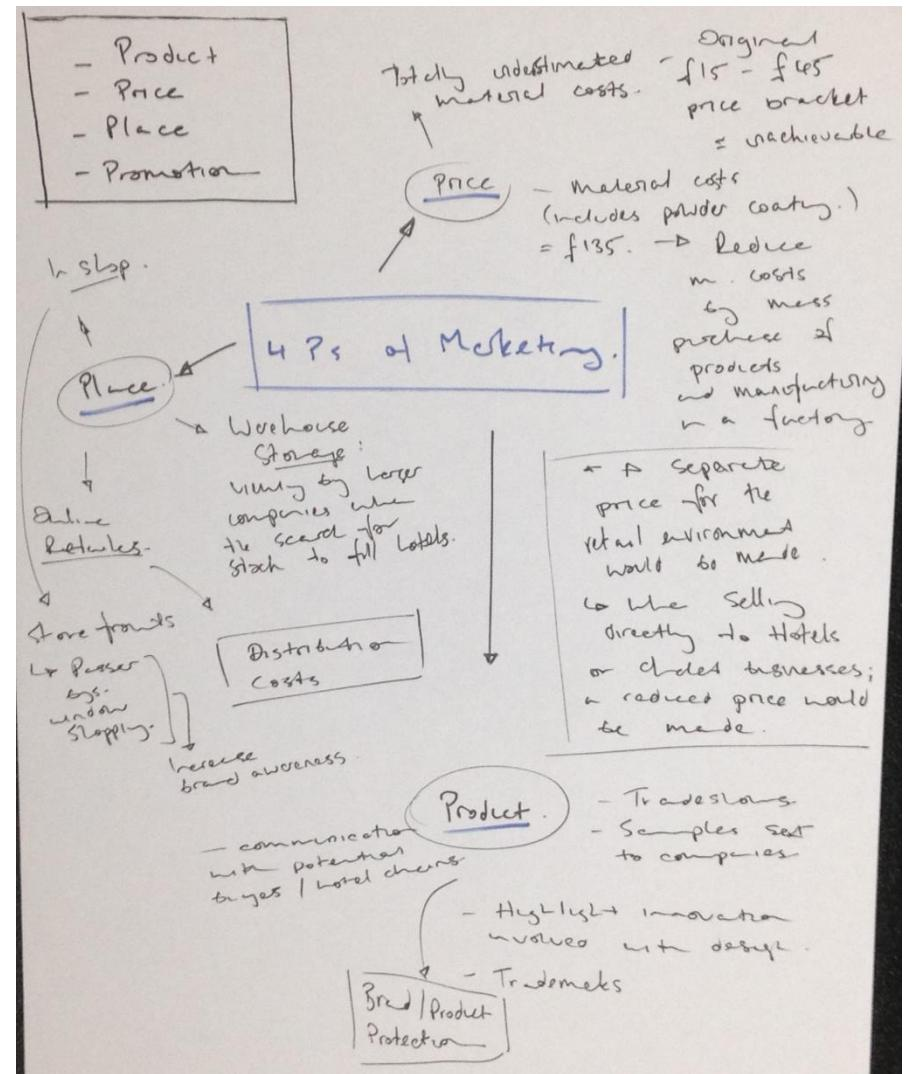 - Product
- Price
- Place
- Promotion
Totally underestimated
material costs.
- Original
£15 - £45
price bracket
= unachievable
Price
- Material costs
(includes powder coating.)
= £135. → Reduce
m. costs
by mass
purchase of
products
and manufacturing
in a factory
In shop.
4 Ps of Marketing.
Place.
Warehouse
Storage:
viewing by larger
companies when
the search for
stock to fill hotels.
Online
Retailers.
Store fronts
↳ Passer
bys.
window
shopping.
Increase
brand awareness.
Distribution
Costs
A separate
price for the
retail environment
would be made.
↳ When selling
directly to Hotels
or chalet businesses;
a reduced price would
be made.
Product.
- Tradeshows.
- Samples sent
to companies
- communication
with potential
buyers / hotel chains
- Highlight innovation
involved with design.
- Trademarks
Brand/Product
Protection